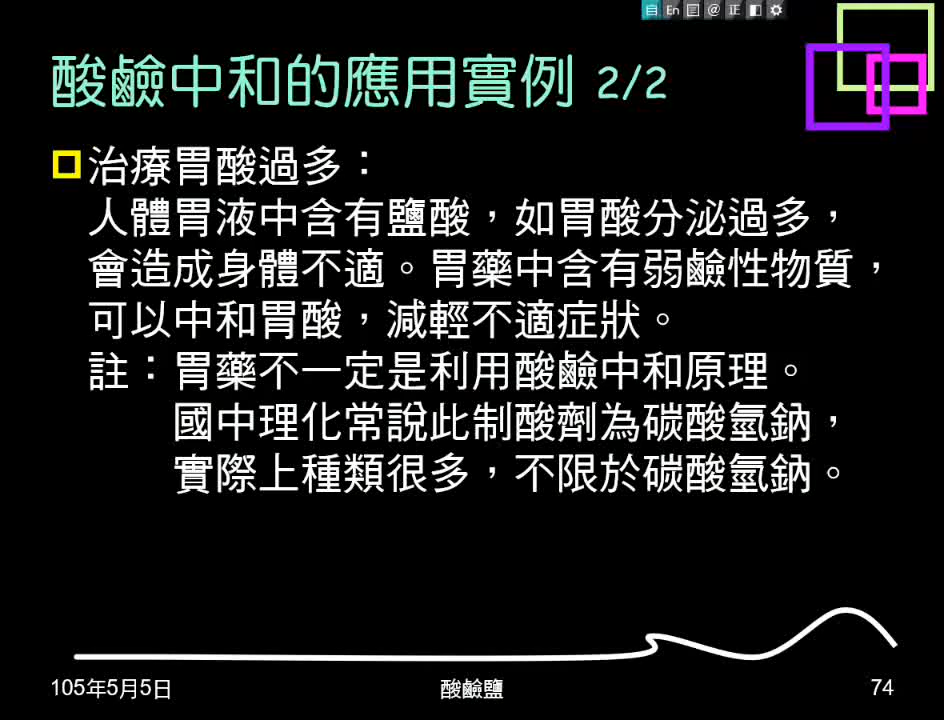 自 En @ 正
酸鹼中和的應用實例 2/2
治療胃酸過多：
人體胃液中含有鹽酸，如胃酸分泌過多，
會造成身體不適。胃藥中含有弱鹼性物質，
可以中和胃酸，減輕不適症狀。
註：胃藥不一定是利用酸鹼中和原理。
國中理化常說此制酸劑為碳酸氫鈉，
實際上種類很多，不限於碳酸氫鈉。
105年5月5日 酸鹼鹽 74